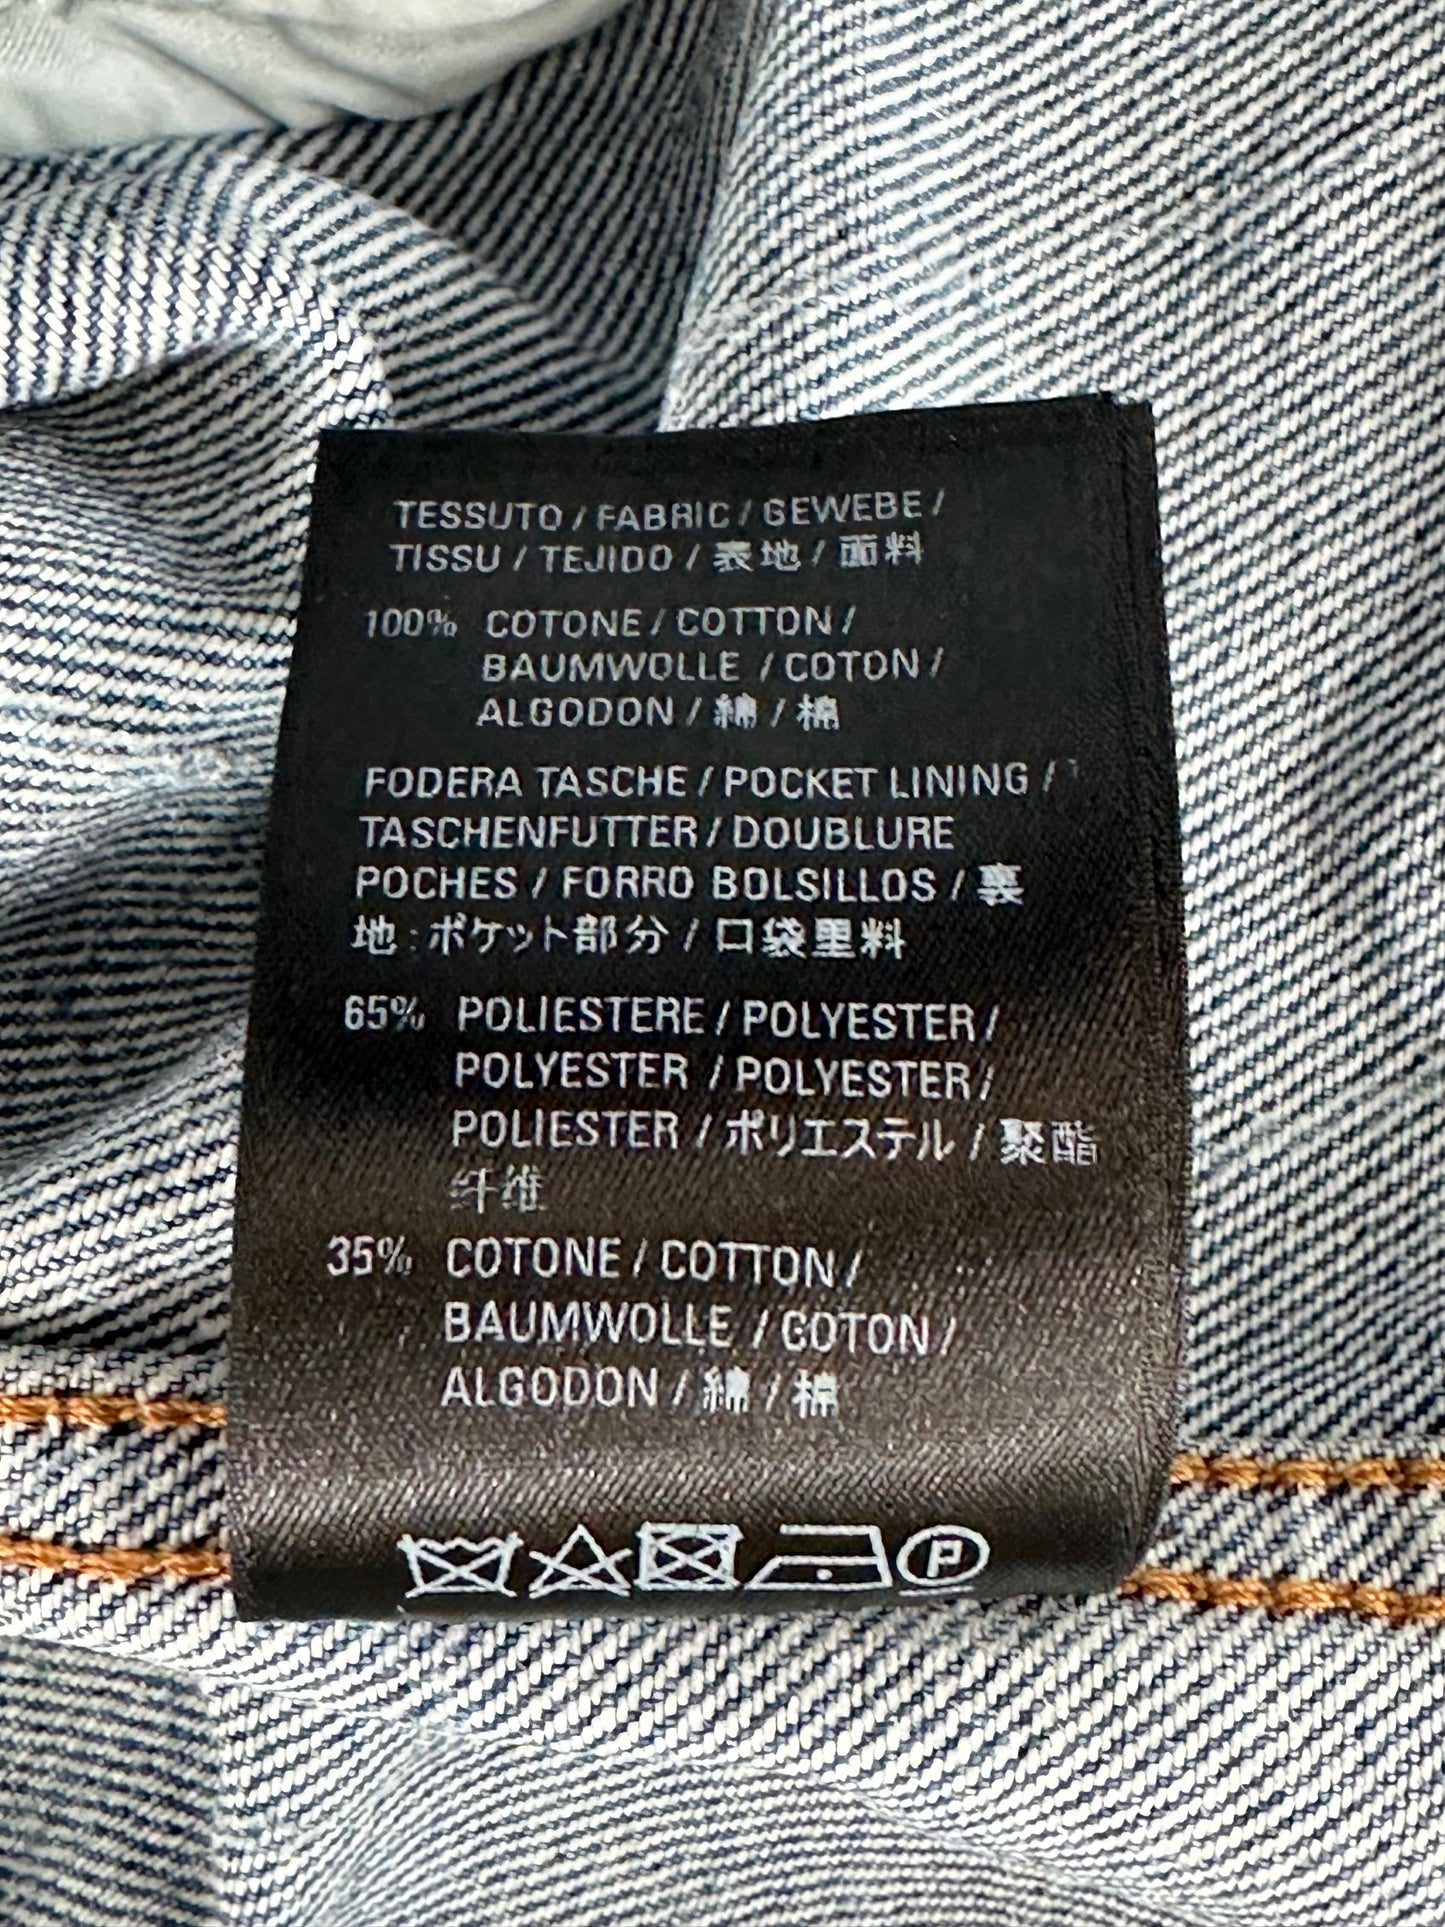 TESSUTO / FABRIC / GEWEBE /
TISSU / TEJIDO / 表地 / 面料
100% COTONE / COTTON /
BAUMWOLLE / COTON /
ALGODON / 綿 / 棉
FODERA TASCHE / POCKET LINING /
TASCHENFUTTER / DOUBLURE
POCHES / FORRO BOLSILLOS / 裏
地:ポケット部分 / 口袋里料
65% POLIESTERE / POLYESTER /
POLYESTER / POLYESTER /
POLIESTER / ポリエステル / 聚酯
纤维
35% COTONE / COTTON /
BAUMWOLLE / COTON /
ALGODON / 綿 / 棉
P